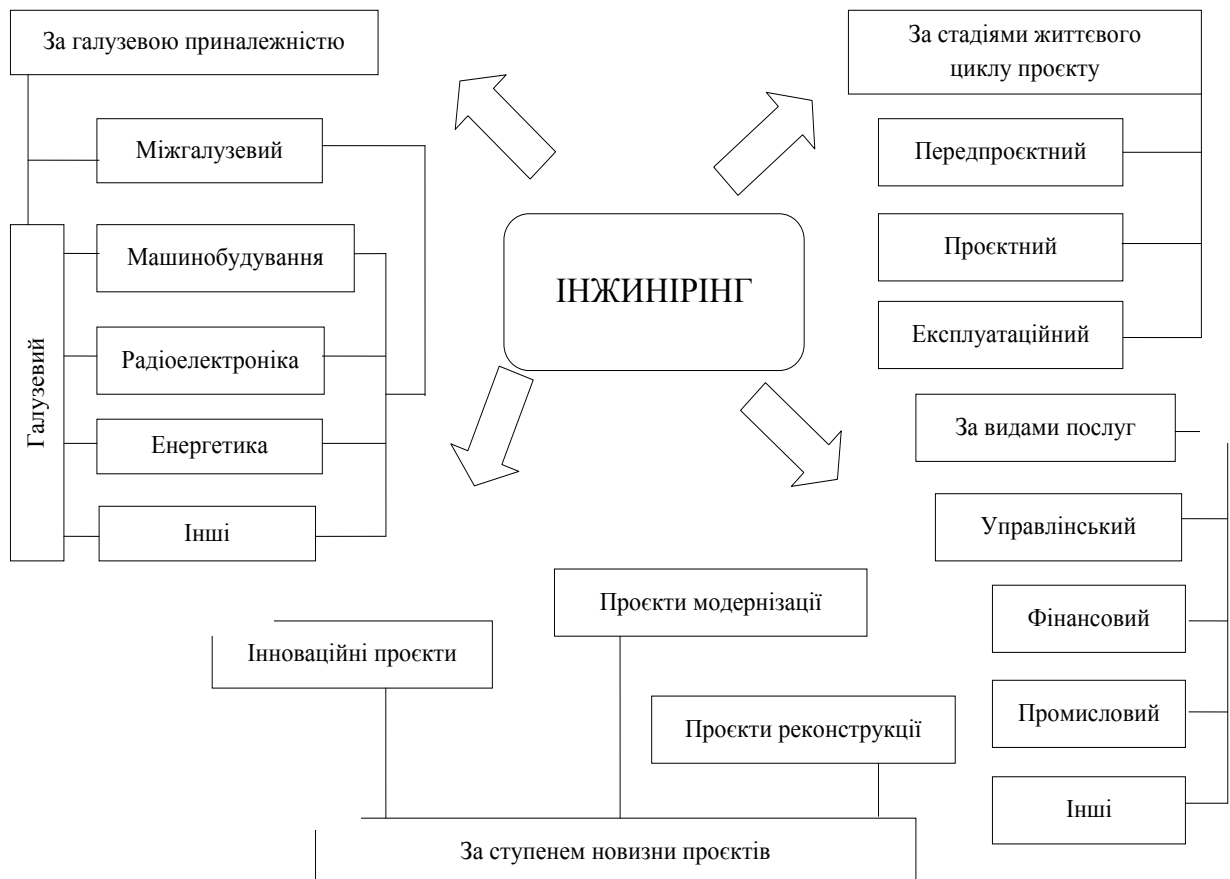 За галузевою приналежністю
Міжгалузевий
Галузевий
Машинобудування
Радіоелектроніка
Енергетика
Інші
ІНЖИНІРІНГ
За стадіями життєвого
циклу проєкту
Передпроєктний
Проєктний
Експлуатаційний
За видами послуг
Управлінський
Фінансовий
Промисловий
Інші
Проєкти модернізації
Інноваційні проєкти
Проєкти реконструкції
За ступенем новизни проєктів